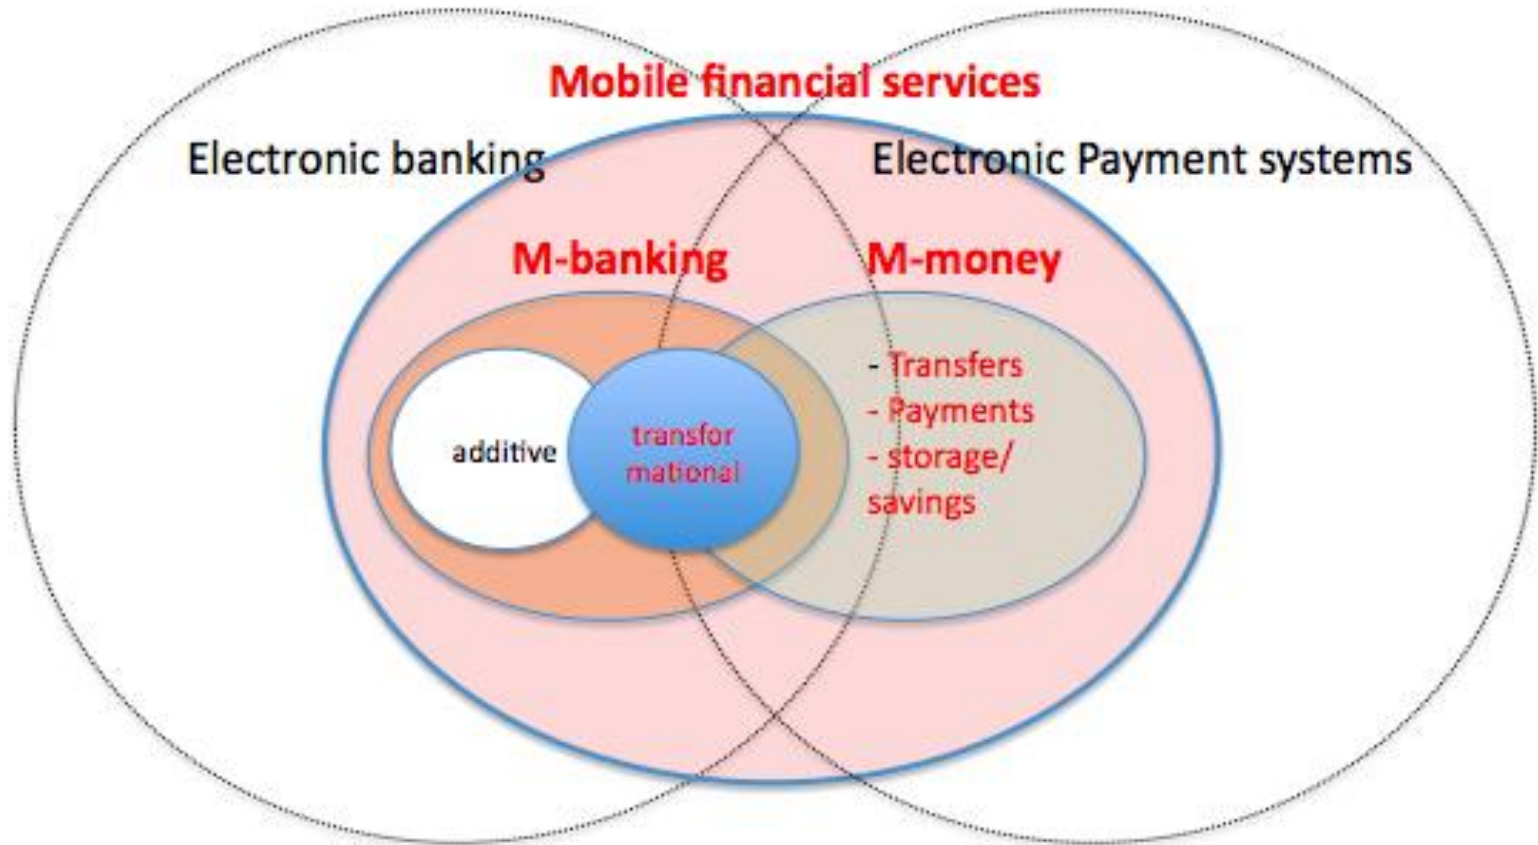 Mobile financial services
Electronic banking
Electronic Payment systems
M-banking
M-money
additive
transfor
mational
- Transfers
- Payments
- storage/
savings